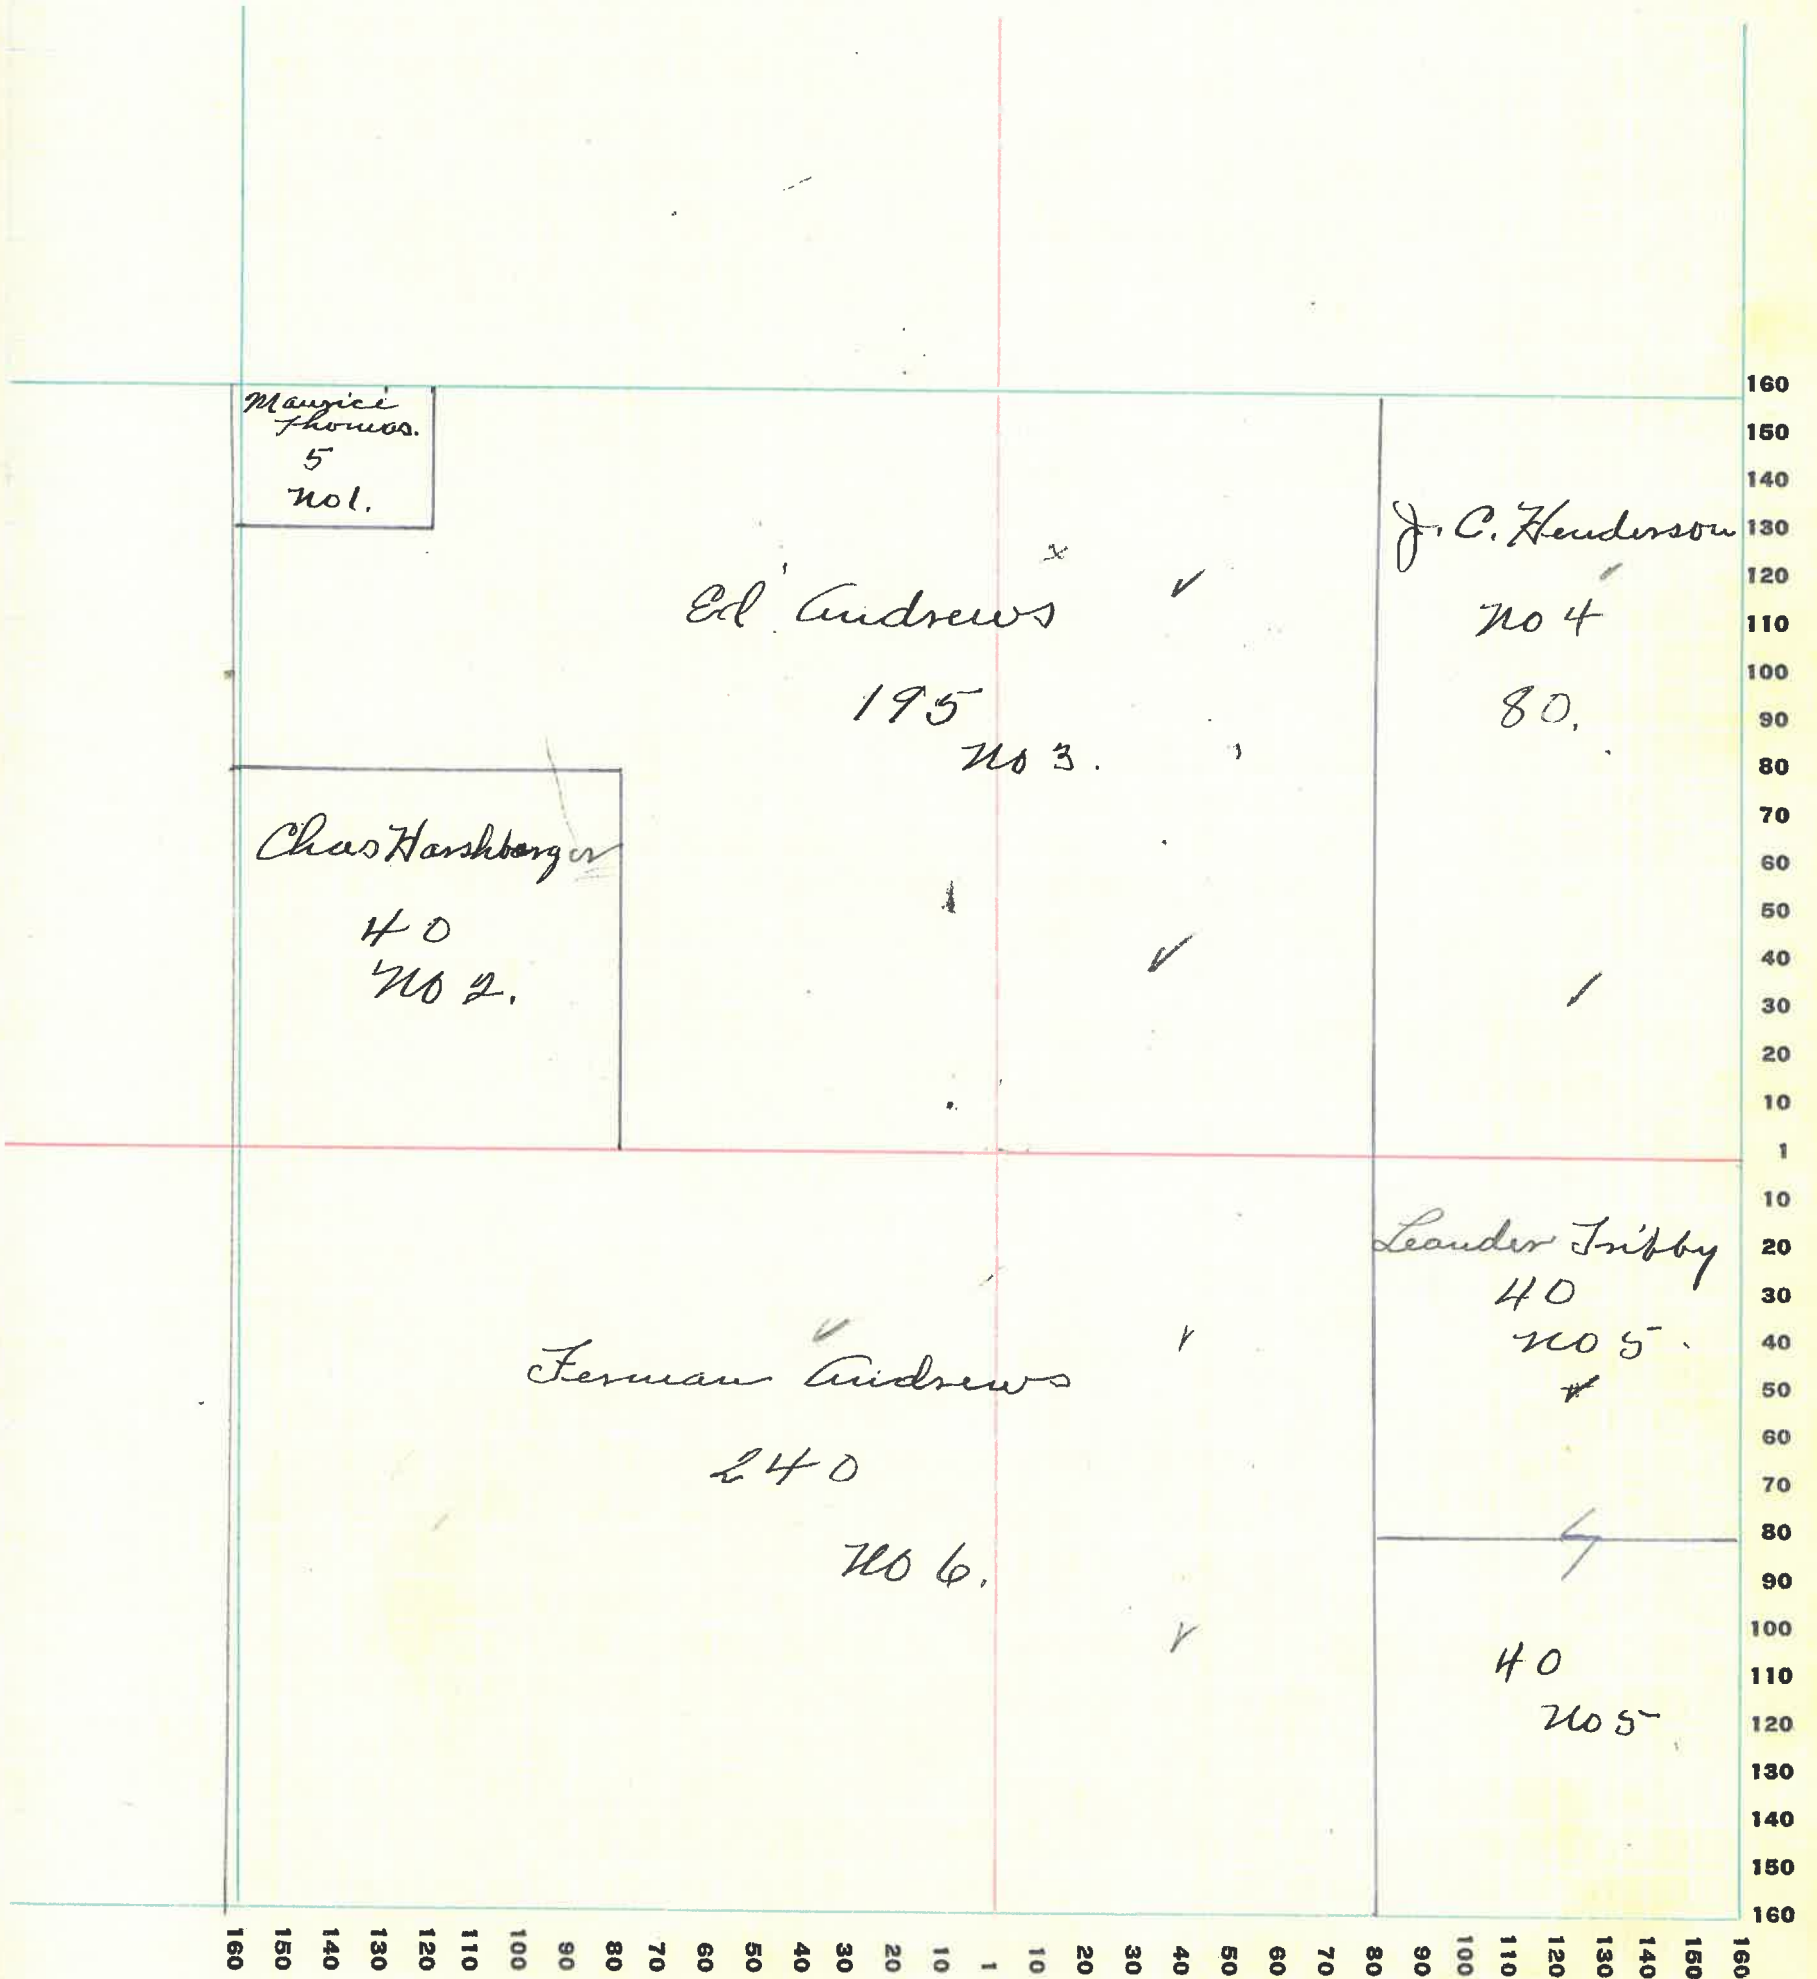 Maurice
Thomas.
5
No 1.
Ed Andrews
195
No 3.
J. C. Henderson
No 4
80.
Chas Harshbarger
40
No 2.
Leander Tribby
40
No 5.
Ferman Andrews
240
No 6.
40
No 5
160
150
140
130
120
110
100
90
80
70
60
50
40
30
20
10
1
10
20
30
40
50
60
70
80
90
100
110
120
130
140
150
160
160 150 140 130 120 110 100 90 80 70 60 50 40 30 20 10 1 10 20 30 40 50 60 70 80 90 100 110 120 130 140 150 160